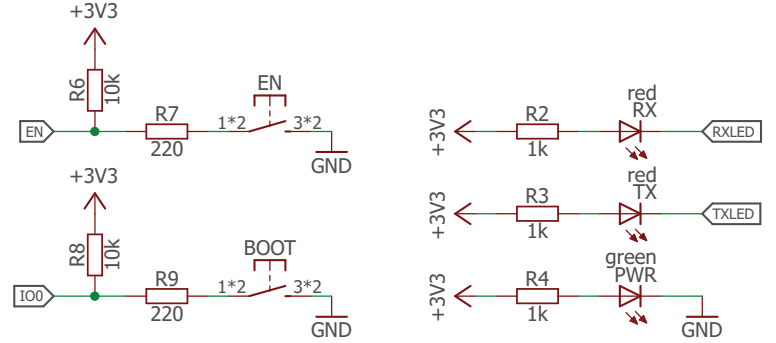 +3V3
R6
10k
EN
R7
220
EN
1*2
3*2
GND
+3V3
R8
10k
IO0
R9
220
BOOT
1*2
3*2
GND
+3V3
R2
1k
red
RX
RXLED
+3V3
R3
1k
red
TX
TXLED
+3V3
R4
1k
green
PWR
GND